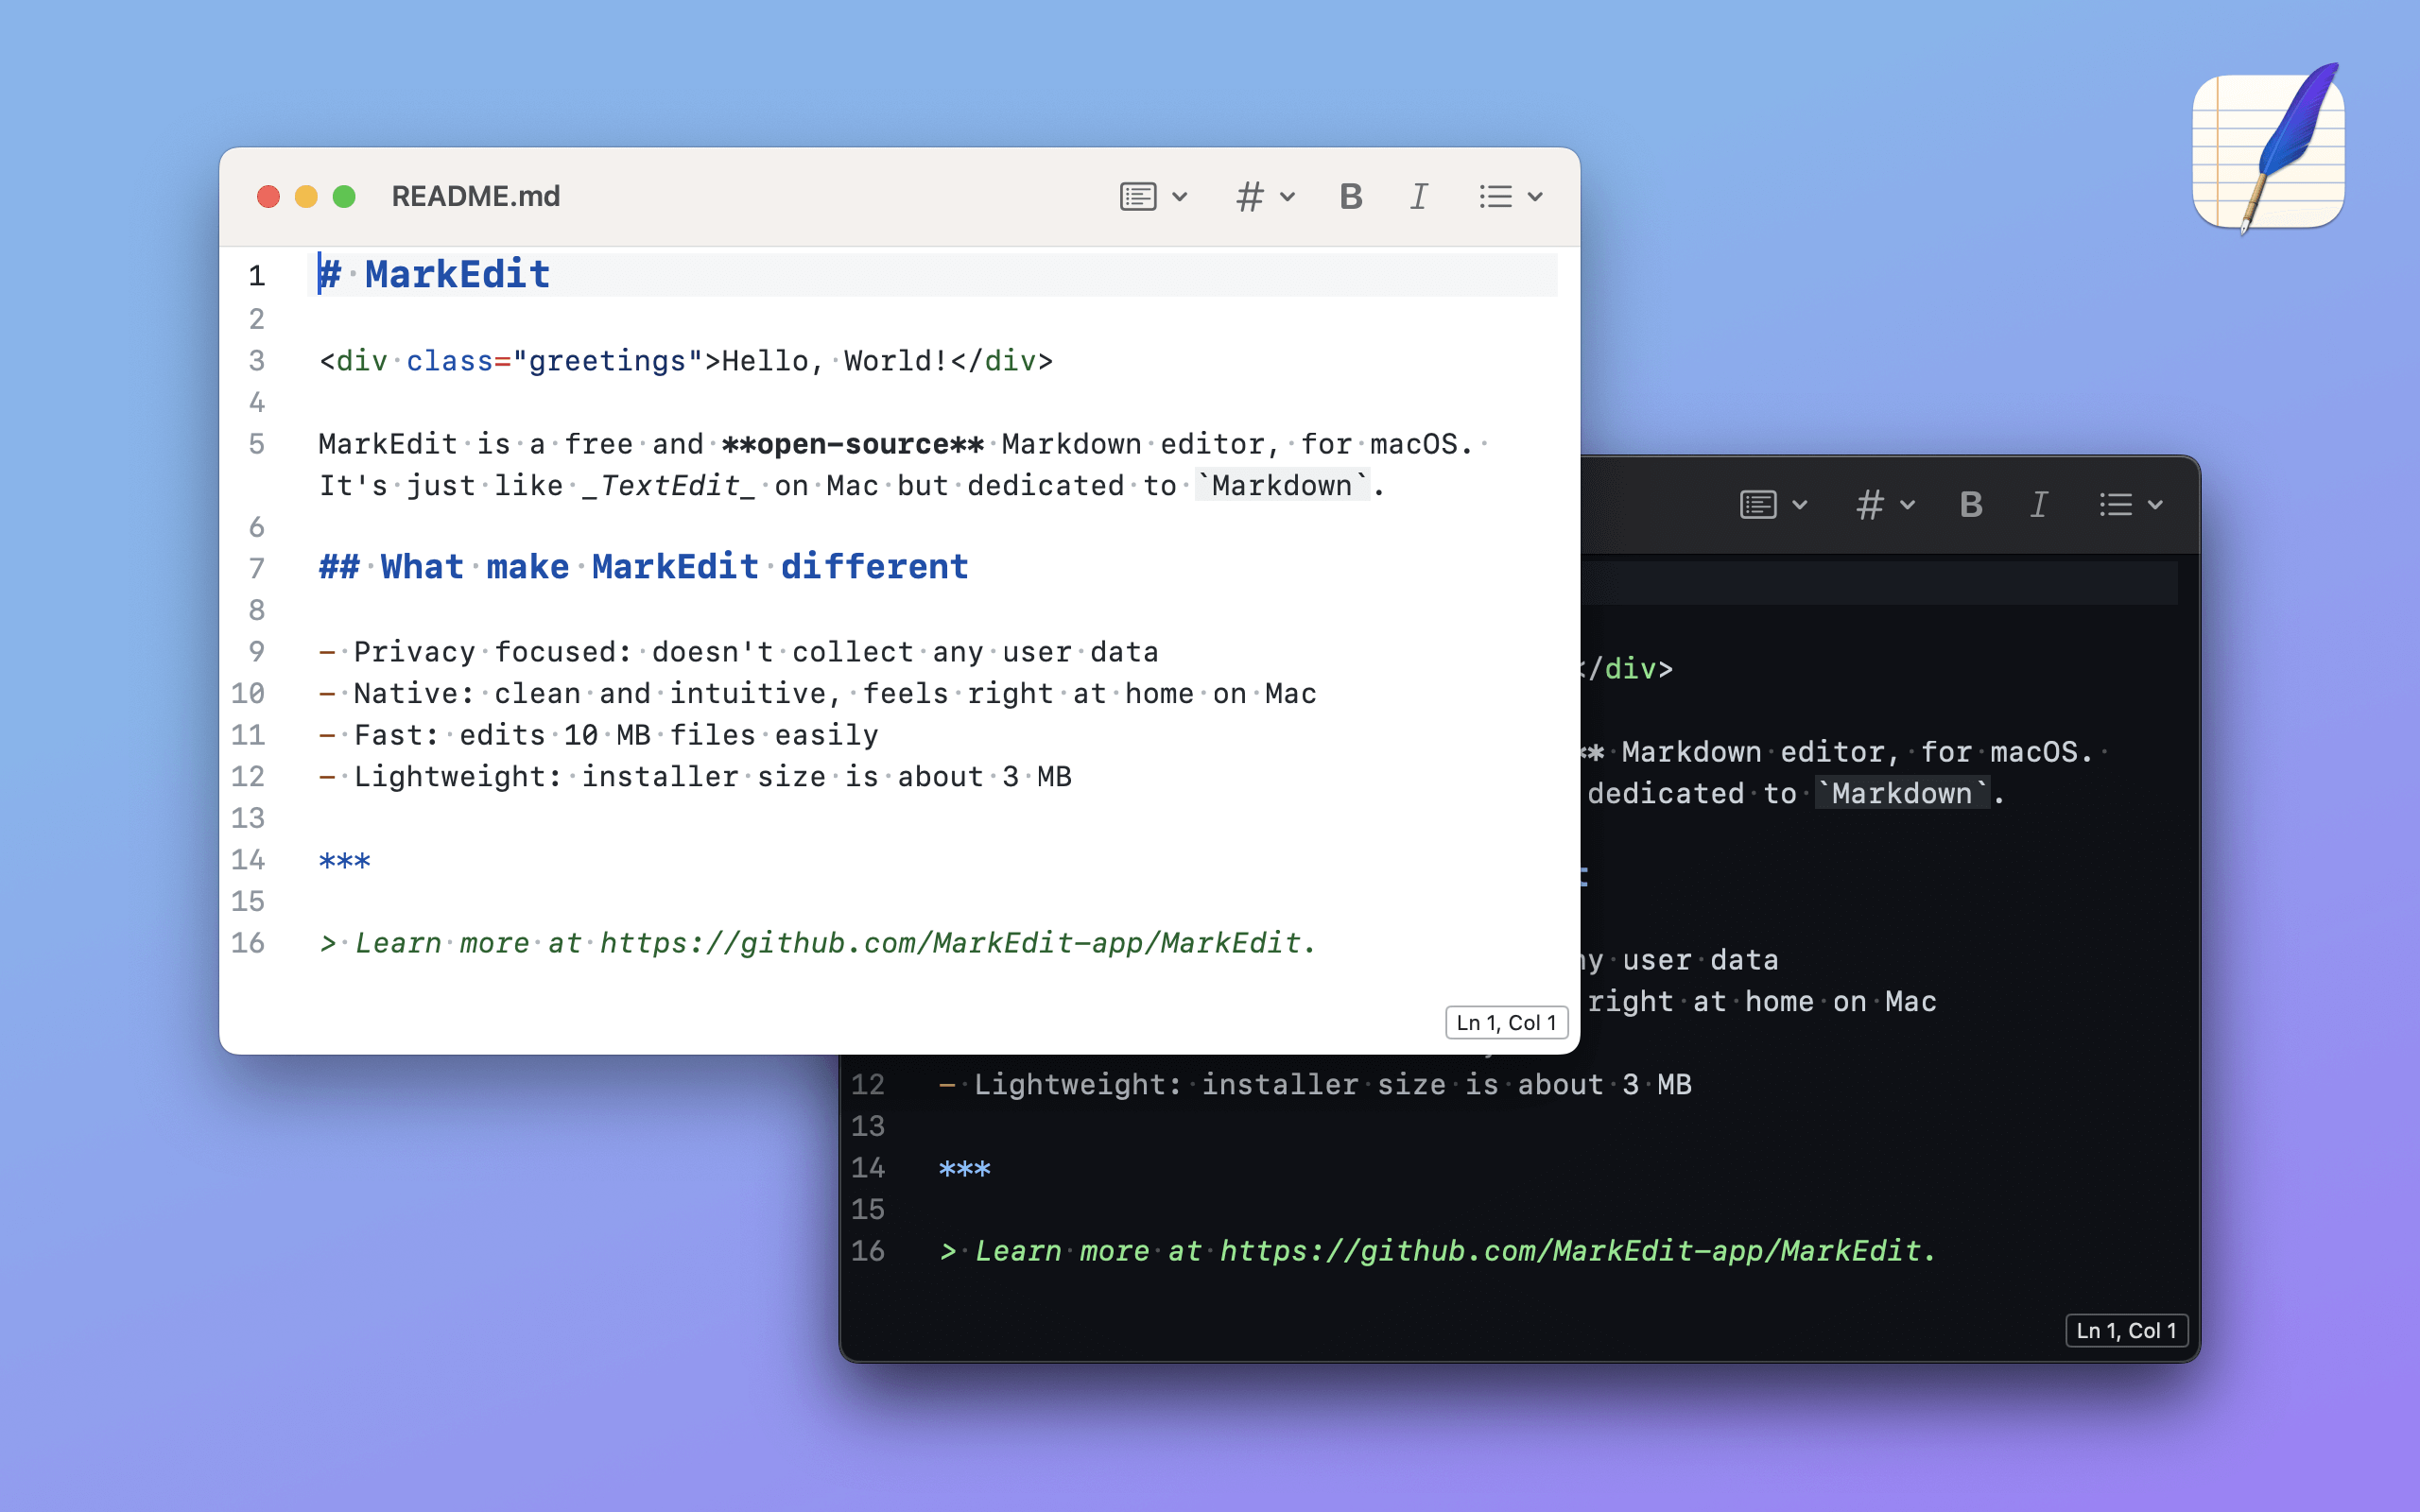 README.md
B I
1 # MarkEdit
2
3 <div class="greetings">Hello, World!</div>
4
5 MarkEdit is a free and **open-source** Markdown editor, for macOS.
It's just like _TextEdit_ on Mac but dedicated to `Markdown`.
6
7 ## What make MarkEdit different
8
9 - Privacy focused: doesn't collect any user data
10 - Native: clean and intuitive, feels right at home on Mac
11 - Fast: edits 10 MB files easily
12 - Lightweight: installer size is about 3 MB
13
14 ***
15
16 > Learn more at https://github.com/MarkEdit-app/MarkEdit.
Ln 1, Col 1
B I
/div>
* Markdown editor, for macOS.
dedicated to `Markdown`.
user data
right at home on Mac
12 - Lightweight: installer size is about 3 MB
13
14 ***
15
16 > Learn more at https://github.com/MarkEdit-app/MarkEdit.
Ln 1, Col 1